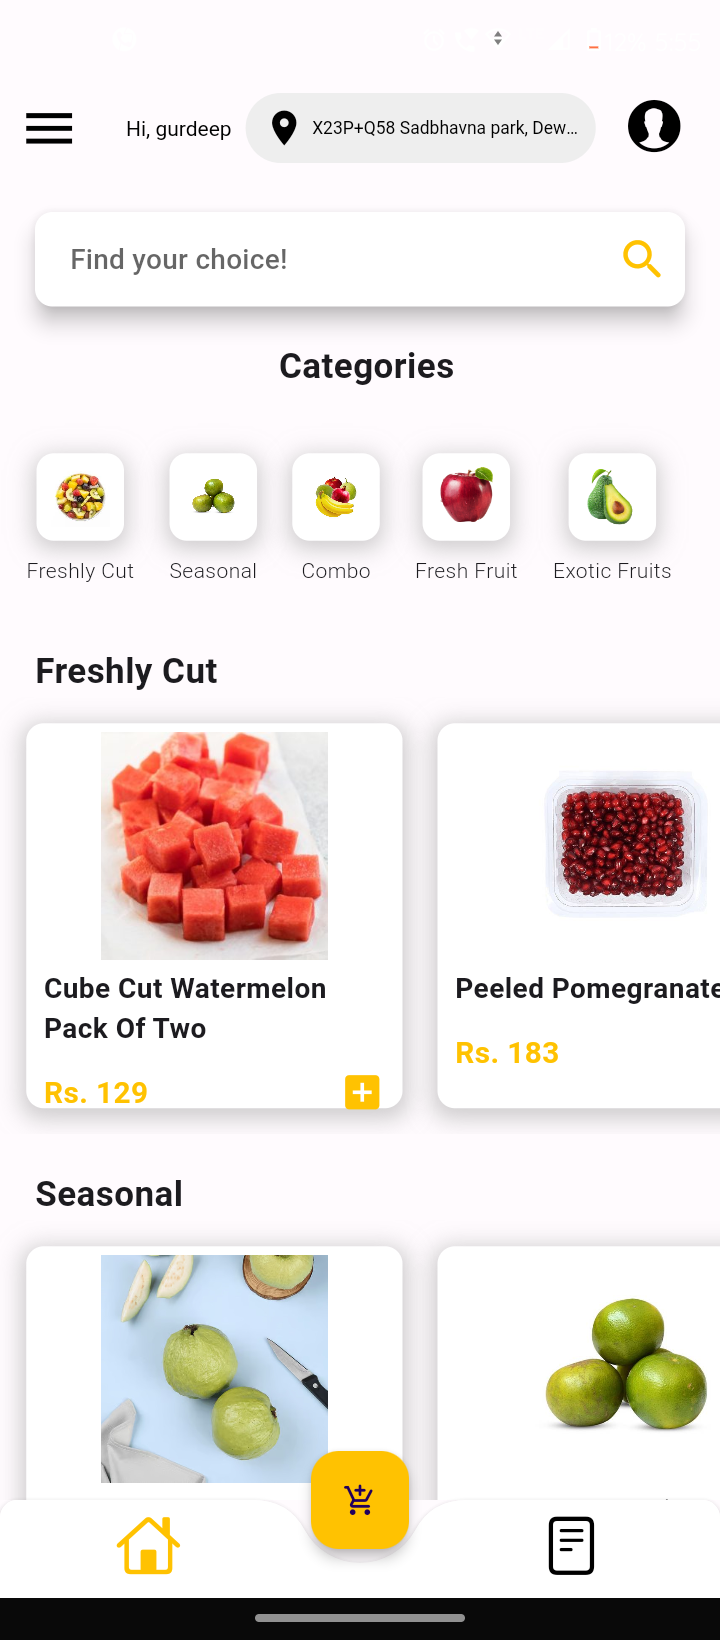 Hi, gurdeep
X23P+Q58 Sadbhavna park, Dew...
Find your choice!
Categories
Freshly Cut
Seasonal
Combo
Fresh Fruit
Exotic Fruits
Freshly Cut
Cube Cut Watermelon
Pack Of Two
Rs. 129
Peeled Pomegranate
Rs. 183
Seasonal